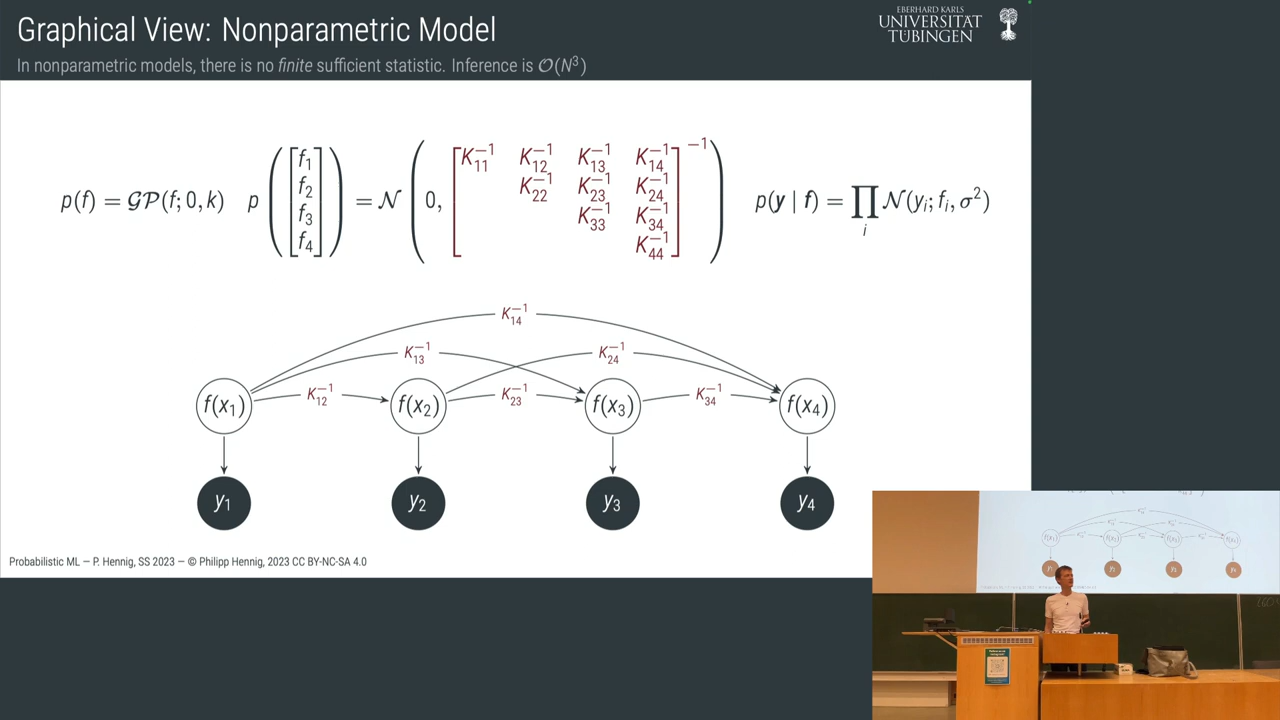 Graphical View: Nonparametric Model
In nonparametric models, there is no finite sufficient statistic. Inference is 𝒪(N³)
EBERHARD KARLS
UNIVERSITÄT
TÜBINGEN
p(f) = 𝒢𝒫(f; 0, k) p([f₁ f₂ f₃ f₄]) = 𝒩(0, [K₁₁⁻¹ K₁₂⁻¹ K₁₃⁻¹ K₁₄⁻¹
K₂₂⁻¹ K₂₃⁻¹ K₂₄⁻¹
K₃₃⁻¹ K₃₄⁻¹
K₄₄⁻¹]⁻¹) p(y | f) = ∏ᵢ 𝒩(yᵢ; fᵢ, σ²)
K₁₄⁻¹
K₁₃⁻¹ K₂₄⁻¹
K₁₂⁻¹ K₂₃⁻¹ K₃₄⁻¹
f(x₁) f(x₂) f(x₃) f(x₄)
y₁ y₂ y₃ y₄
Probabilistic ML — P. Hennig, SS 2023 — © Philipp Hennig, 2023 CC BY-NC-SA 4.0